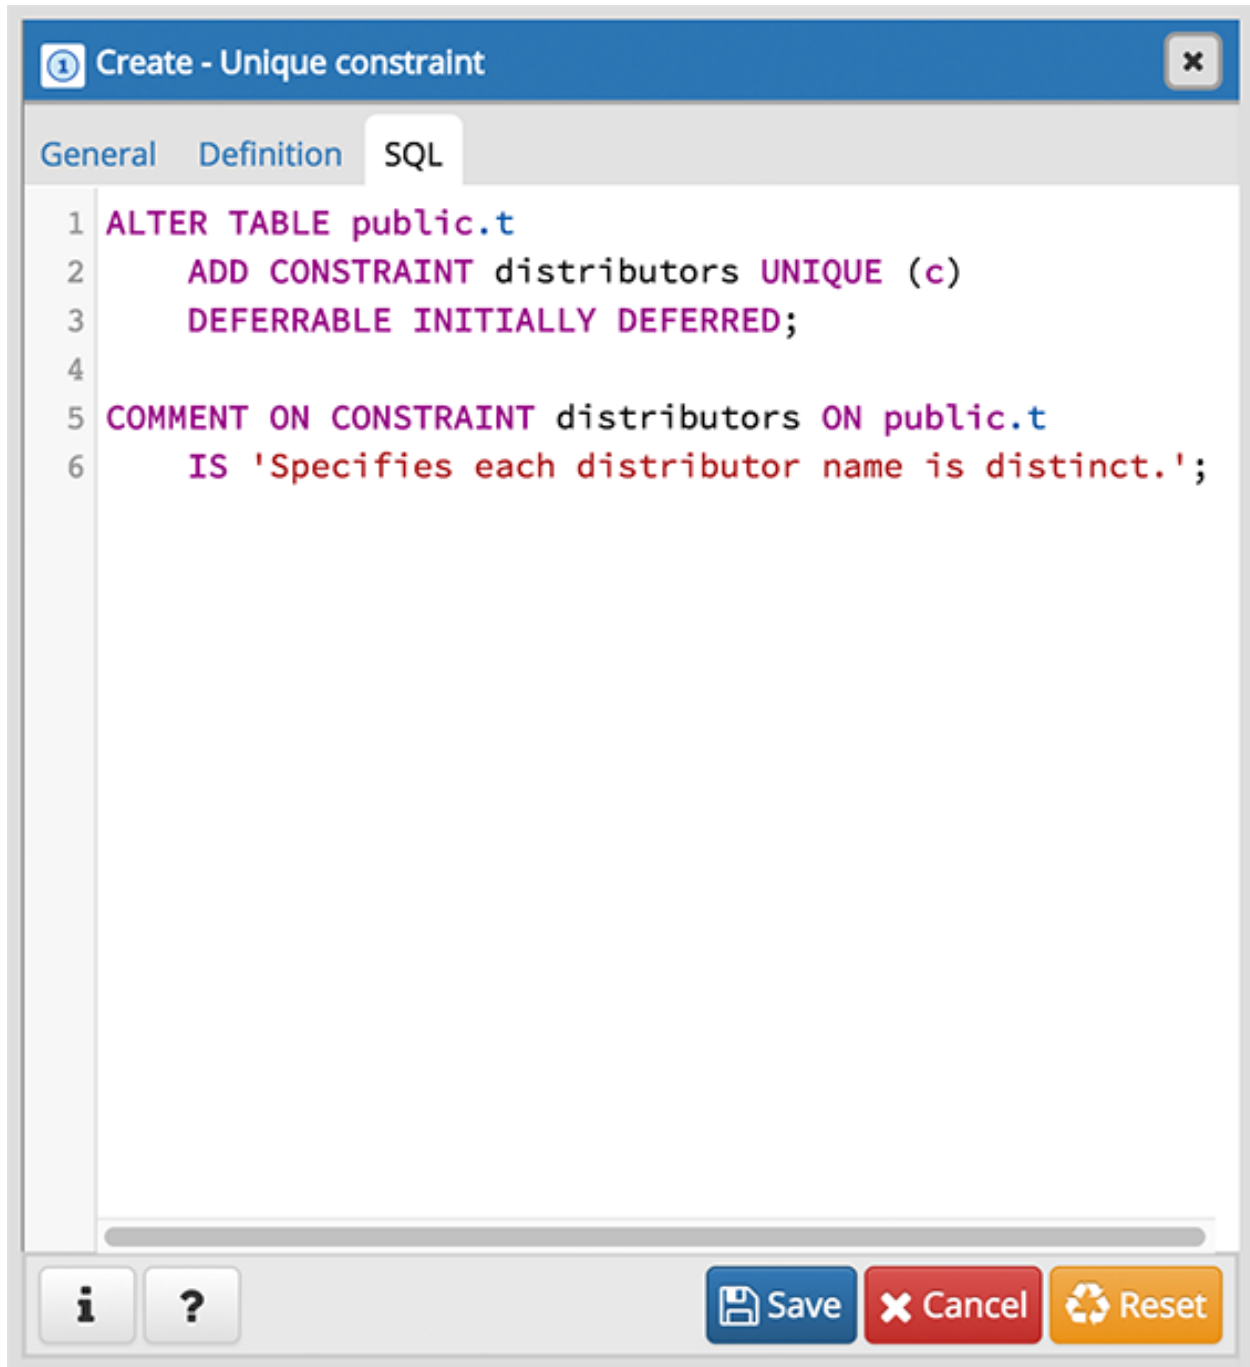 1 Create - Unique constraint
General Definition SQL
1 ALTER TABLE public.t
2     ADD CONSTRAINT distributors UNIQUE (c)
3     DEFERRABLE INITIALLY DEFERRED;
4
5 COMMENT ON CONSTRAINT distributors ON public.t
6     IS 'Specifies each distributor name is distinct.';
i ? Save Cancel Reset